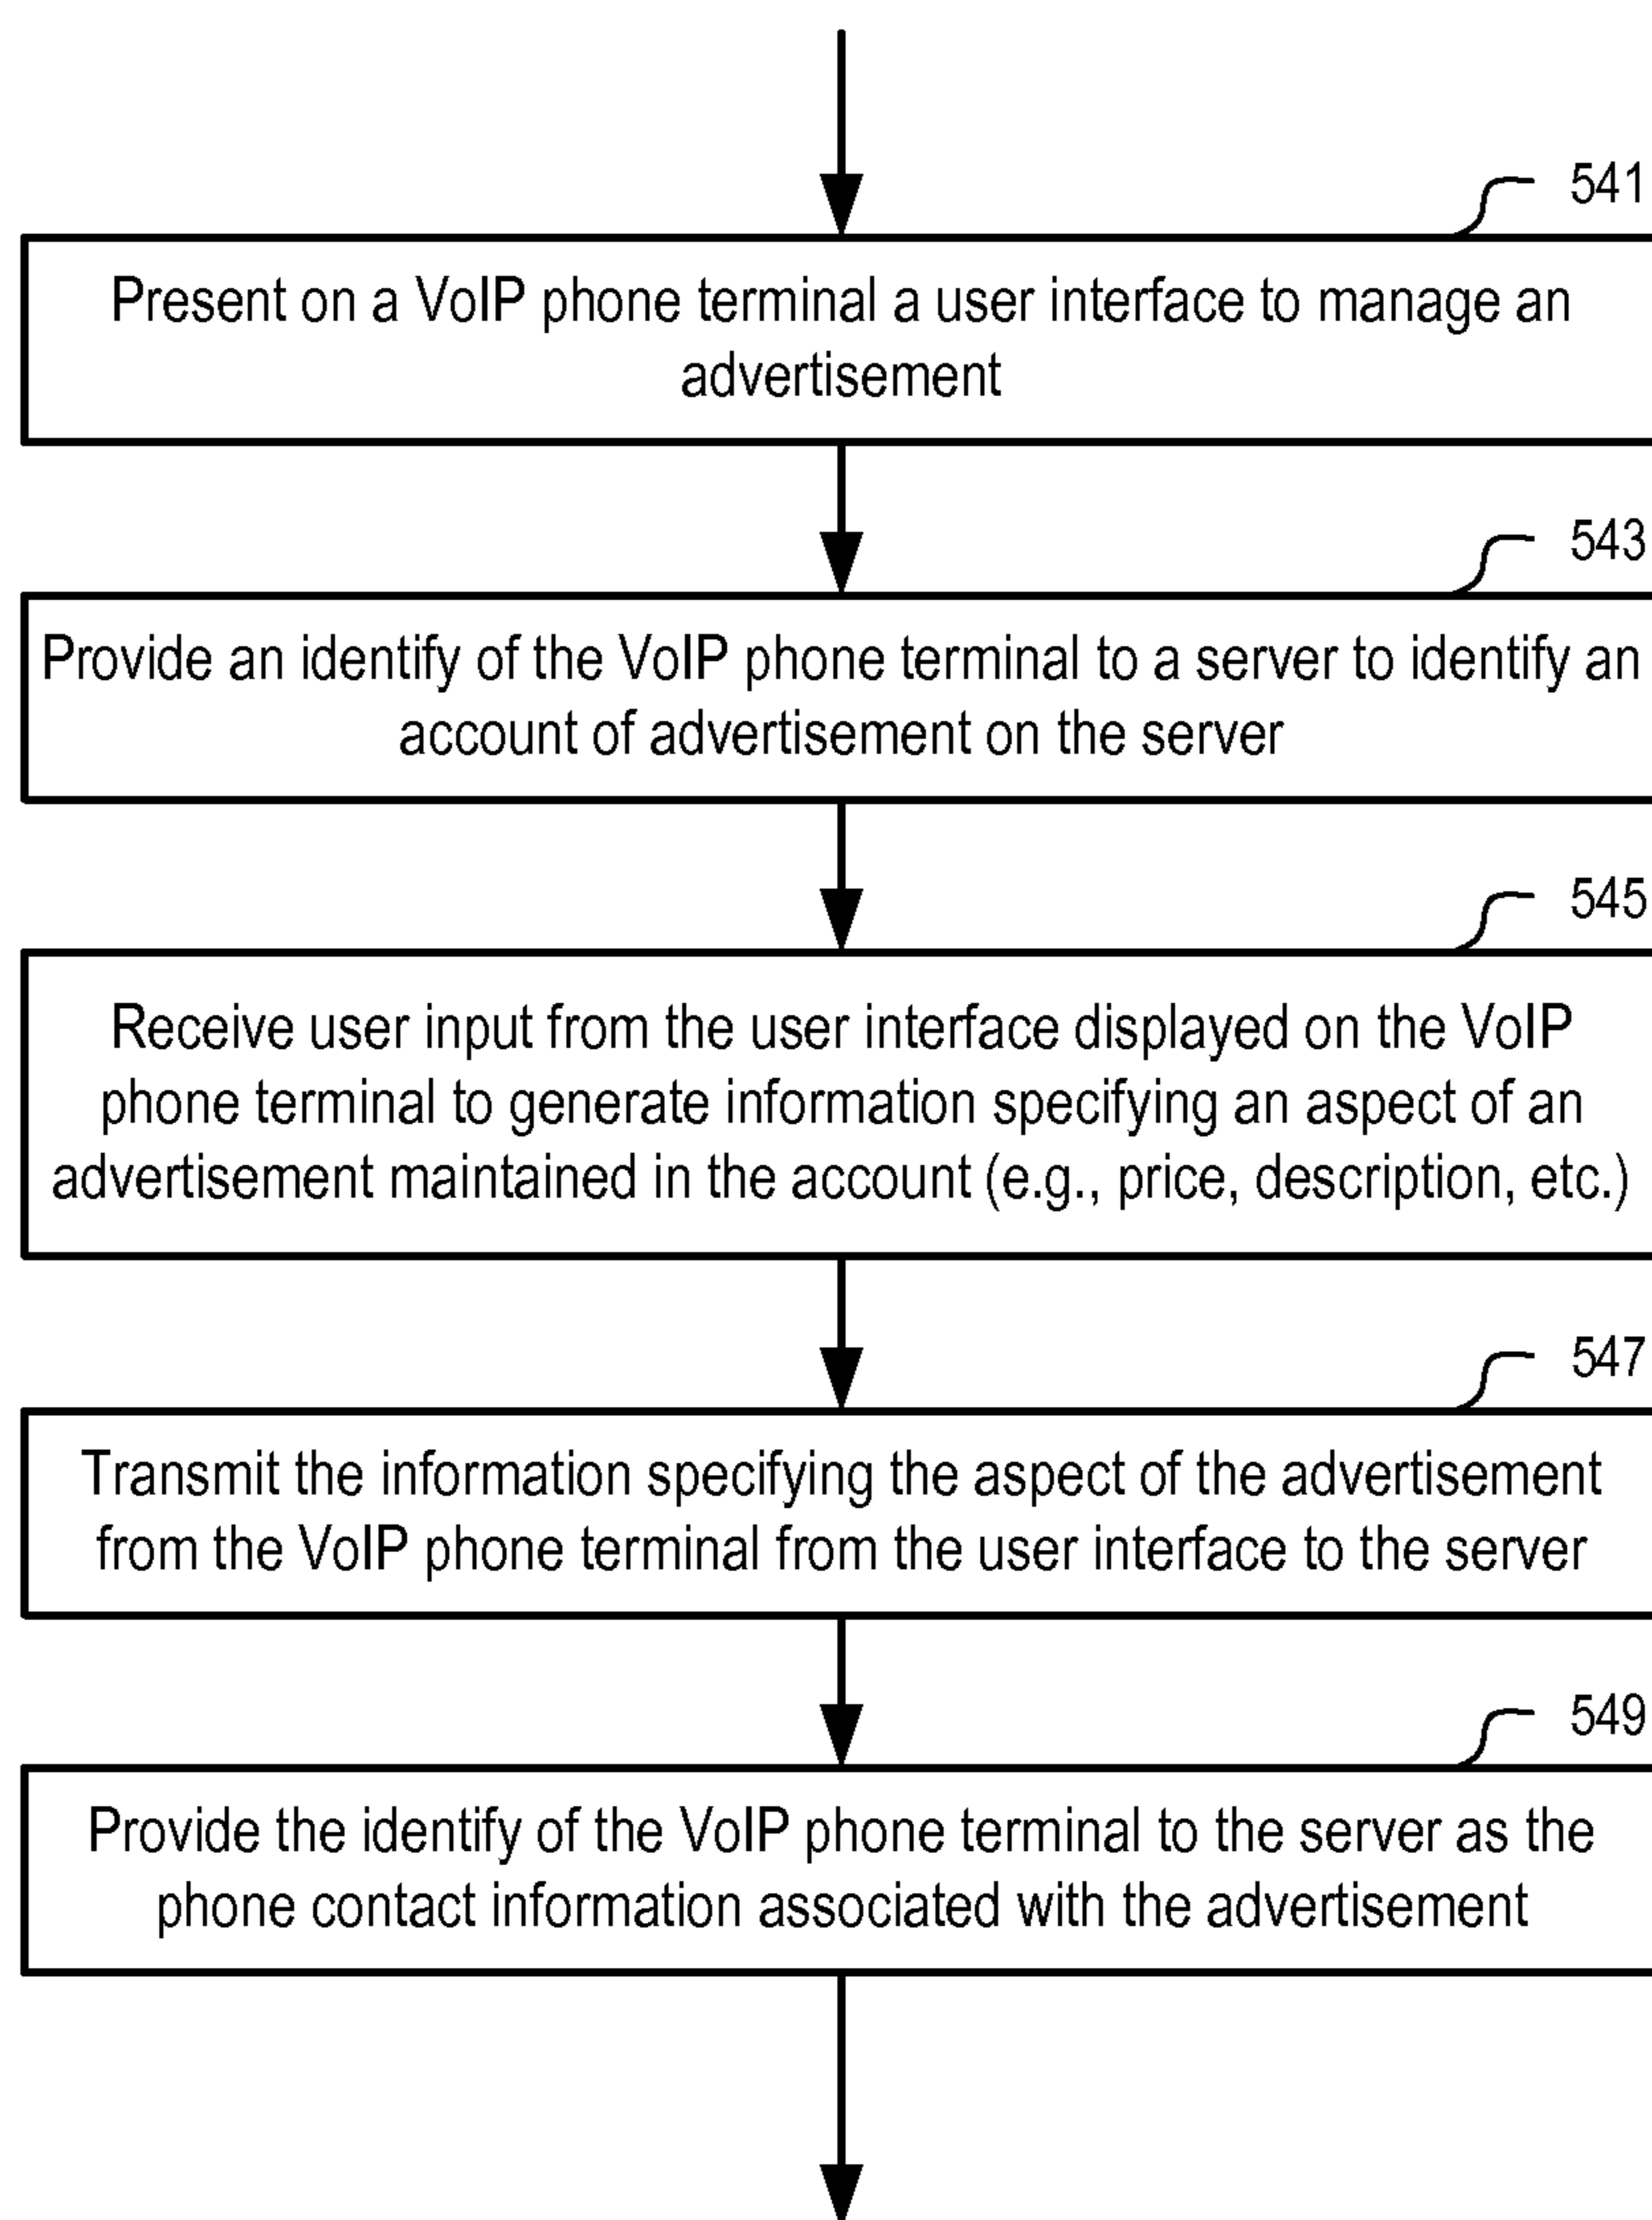 541
Present on a VoIP phone terminal a user interface to manage an
advertisement
543
Provide an identify of the VoIP phone terminal to a server to identify an
account of advertisement on the server
545
Receive user input from the user interface displayed on the VoIP
phone terminal to generate information specifying an aspect of an
advertisement maintained in the account (e.g., price, description, etc.)
547
Transmit the information specifying the aspect of the advertisement
from the VoIP phone terminal from the user interface to the server
549
Provide the identify of the VoIP phone terminal to the server as the
phone contact information associated with the advertisement